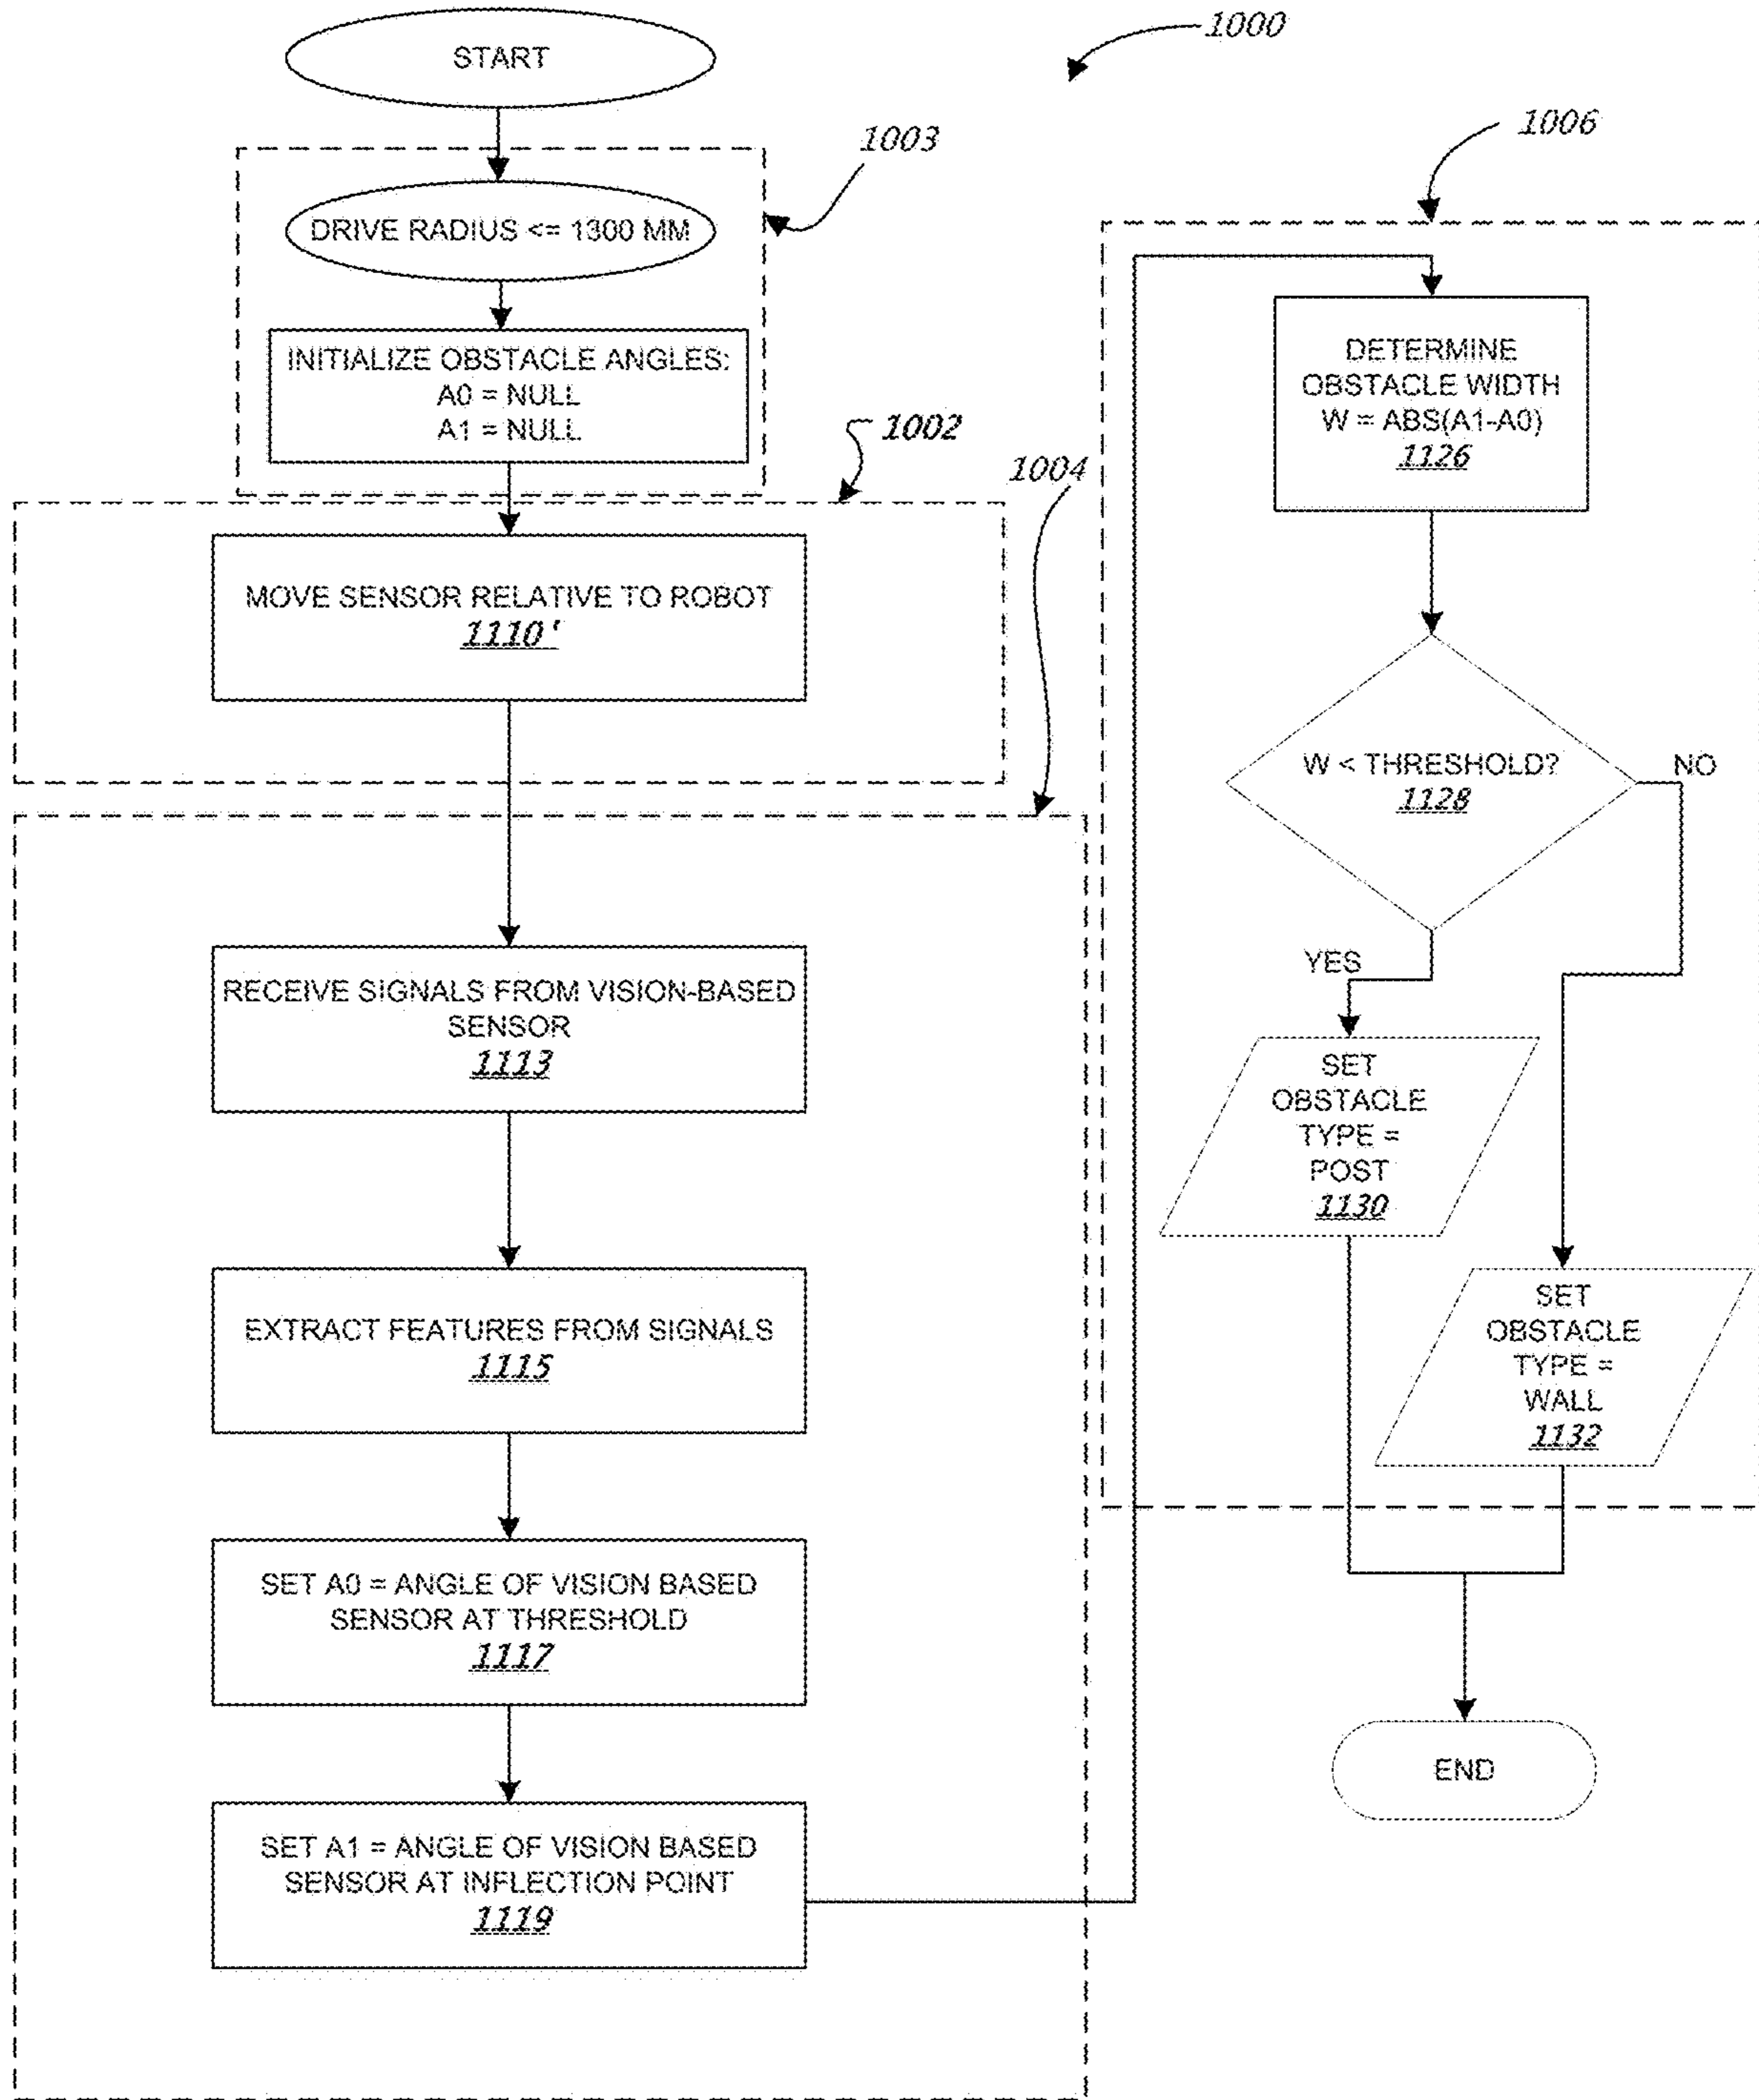 START
1000
1003
DRIVE RADIUS <= 1300 MM
INITIALIZE OBSTACLE ANGLES:
A0 = NULL
A1 = NULL
1002
MOVE SENSOR RELATIVE TO ROBOT
1110'
1004
RECEIVE SIGNALS FROM VISION-BASED
SENSOR
1113
EXTRACT FEATURES FROM SIGNALS
1115
SET A0 = ANGLE OF VISION BASED
SENSOR AT THRESHOLD
1117
SET A1 = ANGLE OF VISION BASED
SENSOR AT INFLECTION POINT
1119
1006
DETERMINE
OBSTACLE WIDTH
W = ABS(A1-A0)
1126
W < THRESHOLD?
1128
NO
YES
SET
OBSTACLE
TYPE =
POST
1130
SET
OBSTACLE
TYPE =
WALL
1132
END